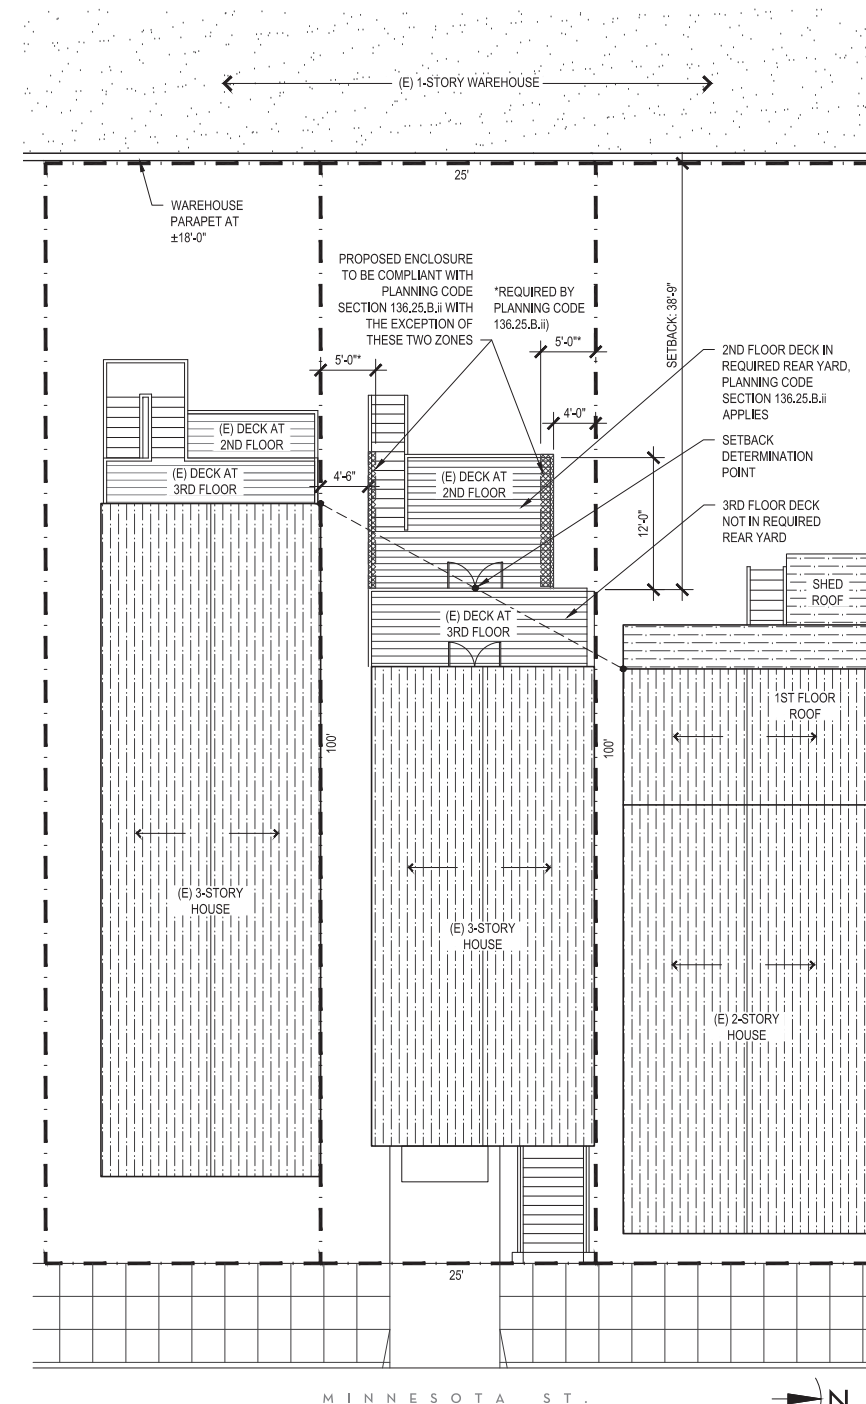 (E) 1-STORY WAREHOUSE
25'
WAREHOUSE
PARAPET AT
±18'-0"
PROPOSED ENCLOSURE
TO BE COMPLIANT WITH
PLANNING CODE
SECTION 136.25.B.ii WITH
THE EXCEPTION OF
THESE TWO ZONES
*REQUIRED BY
PLANNING CODE
136.25.B.ii)
SETBACK: 38'-9"
5'-0"*
5'-0"*
2ND FLOOR DECK IN
REQUIRED REAR YARD,
PLANNING CODE
SECTION 136.25.B.ii
APPLIES
4'-0"
(E) DECK AT
2ND FLOOR
SETBACK
DETERMINATION
POINT
(E) DECK AT
3RD FLOOR
4'-6"
(E) DECK AT
2ND FLOOR
12'-0"
3RD FLOOR DECK
NOT IN REQUIRED
REAR YARD
SHED
ROOF
(E) DECK AT
3RD FLOOR
1ST FLOOR
ROOF
100'
100'
(E) 3-STORY
HOUSE
(E) 3-STORY
HOUSE
(E) 2-STORY
HOUSE
25'
MINNESOTA ST.
N